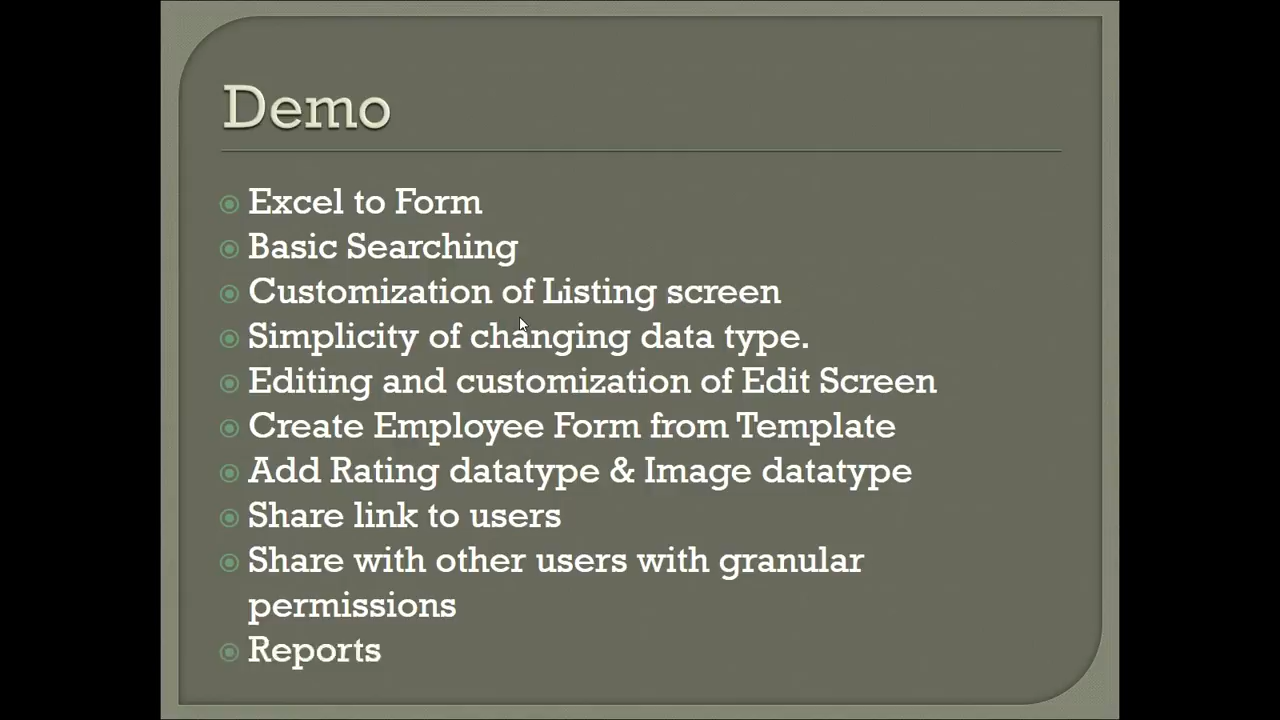 Demo
Excel to Form
Basic Searching
Customization of Listing screen
Simplicity of changing data type.
Editing and customization of Edit Screen
Create Employee Form from Template
Add Rating datatype & Image datatype
Share link to users
Share with other users with granular
permissions
Reports